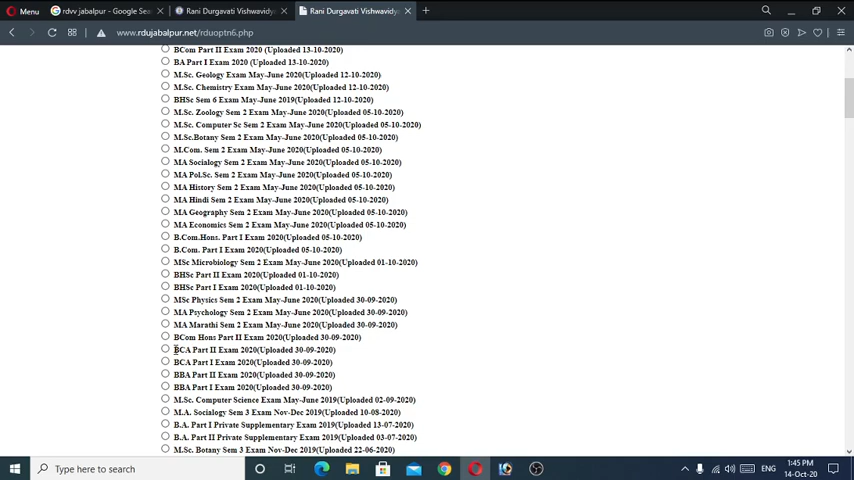 Menu
rdvv jabalpur - Google Sea
Rani Durgavati Vishwavidy
Rani Durgavati Vishwavidy
www.rdujabalpur.net/rduoptn6.php
BCom Part II Exam 2020 (Uploaded 13-10-2020)
BA Part I Exam 2020 (Uploaded 13-10-2020)
M.Sc. Geology Exam May-June 2020(Uploaded 12-10-2020)
M.Sc. Chemistry Exam May-June 2020(Uploaded 12-10-2020)
BHSc Sem 6 Exam May-June 2019(Uploaded 12-10-2020)
M.Sc. Zoology Sem 2 Exam May-June 2020(Uploaded 05-10-2020)
M.Sc. Computer Sc Sem 2 Exam May-June 2020(Uploaded 05-10-2020)
M.Sc.Botany Sem 2 Exam May-June 2020(Uploaded 05-10-2020)
M.Com. Sem 2 Exam May-June 2020(Uploaded 05-10-2020)
MA Socialogy Sem 2 Exam May-June 2020(Uploaded 05-10-2020)
MA Pol.Sc. Sem 2 Exam May-June 2020(Uploaded 05-10-2020)
MA History Sem 2 Exam May-June 2020(Uploaded 05-10-2020)
MA Hindi Sem 2 Exam May-June 2020(Uploaded 05-10-2020)
MA Geography Sem 2 Exam May-June 2020(Uploaded 05-10-2020)
MA Economics Sem 2 Exam May-June 2020(Uploaded 05-10-2020)
B.Com.Hons. Part I Exam 2020(Uploaded 05-10-2020)
B.Com. Part I Exam 2020(Uploaded 05-10-2020)
MSc Microbiology Sem 2 Exam May-June 2020(Uploaded 01-10-2020)
BHSc Part II Exam 2020(Uploaded 01-10-2020)
BHSc Part I Exam 2020(Uploaded 01-10-2020)
MSc Physics Sem 2 Exam May-June 2020(Uploaded 30-09-2020)
MA Psychology Sem 2 Exam May-June 2020(Uploaded 30-09-2020)
MA Marathi Sem 2 Exam May-June 2020(Uploaded 30-09-2020)
BCom Hons Part II Exam 2020(Uploaded 30-09-2020)
BCA Part II Exam 2020(Uploaded 30-09-2020)
BCA Part I Exam 2020(Uploaded 30-09-2020)
BBA Part II Exam 2020(Uploaded 30-09-2020)
BBA Part I Exam 2020(Uploaded 30-09-2020)
M.Sc. Computer Science Exam May-June 2019(Uploaded 02-09-2020)
M.A. Socialogy Sem 3 Exam Nov-Dec 2019(Uploaded 10-08-2020)
B.A. Part I Private Supplementary Exam 2019(Uploaded 13-07-2020)
B.A. Part II Private Supplementary Exam 2019(Uploaded 03-07-2020)
M.Sc. Botany Sem 3 Exam Nov-Dec 2019(Uploaded 22-06-2020)
Type here to search
ENG
1:45 PM
14-Oct-20